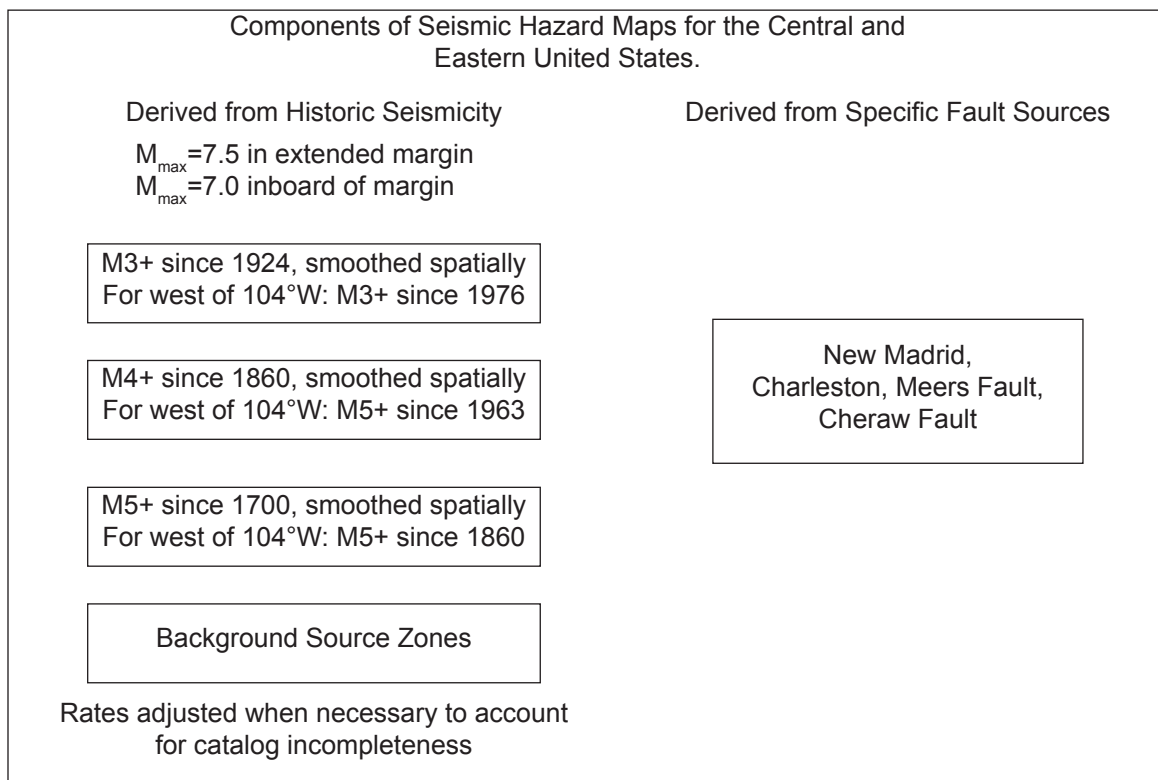 Components of Seismic Hazard Maps for the Central and
Eastern United States.
Derived from Historic Seismicity
M_max=7.5 in extended margin
M_max=7.0 inboard of margin
M3+ since 1924, smoothed spatially
For west of 104°W: M3+ since 1976
M4+ since 1860, smoothed spatially
For west of 104°W: M5+ since 1963
M5+ since 1700, smoothed spatially
For west of 104°W: M5+ since 1860
Background Source Zones
Rates adjusted when necessary to account
for catalog incompleteness
Derived from Specific Fault Sources
New Madrid,
Charleston, Meers Fault,
Cheraw Fault